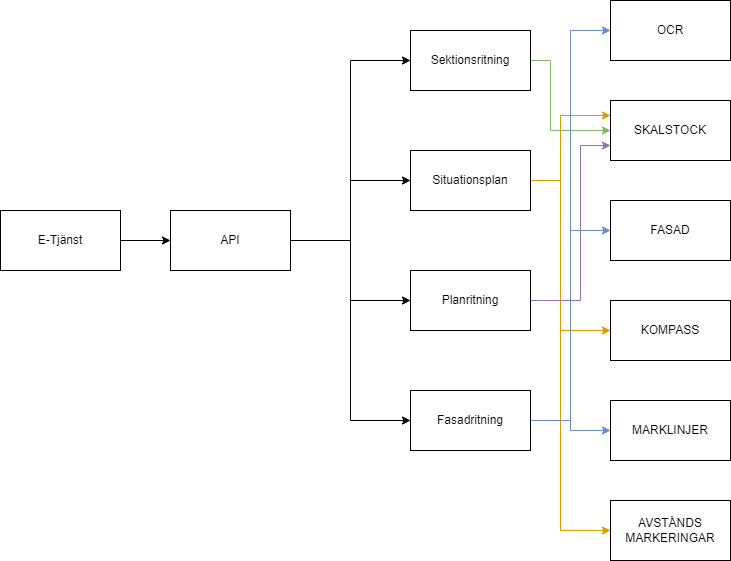 E-Tjänst
API
Sektionsritning
Situationsplan
Planritning
Fasadritning
OCR
SKALSTOCK
FASAD
KOMPASS
MARKLINJER
AVSTÅNDS
MARKERINGAR